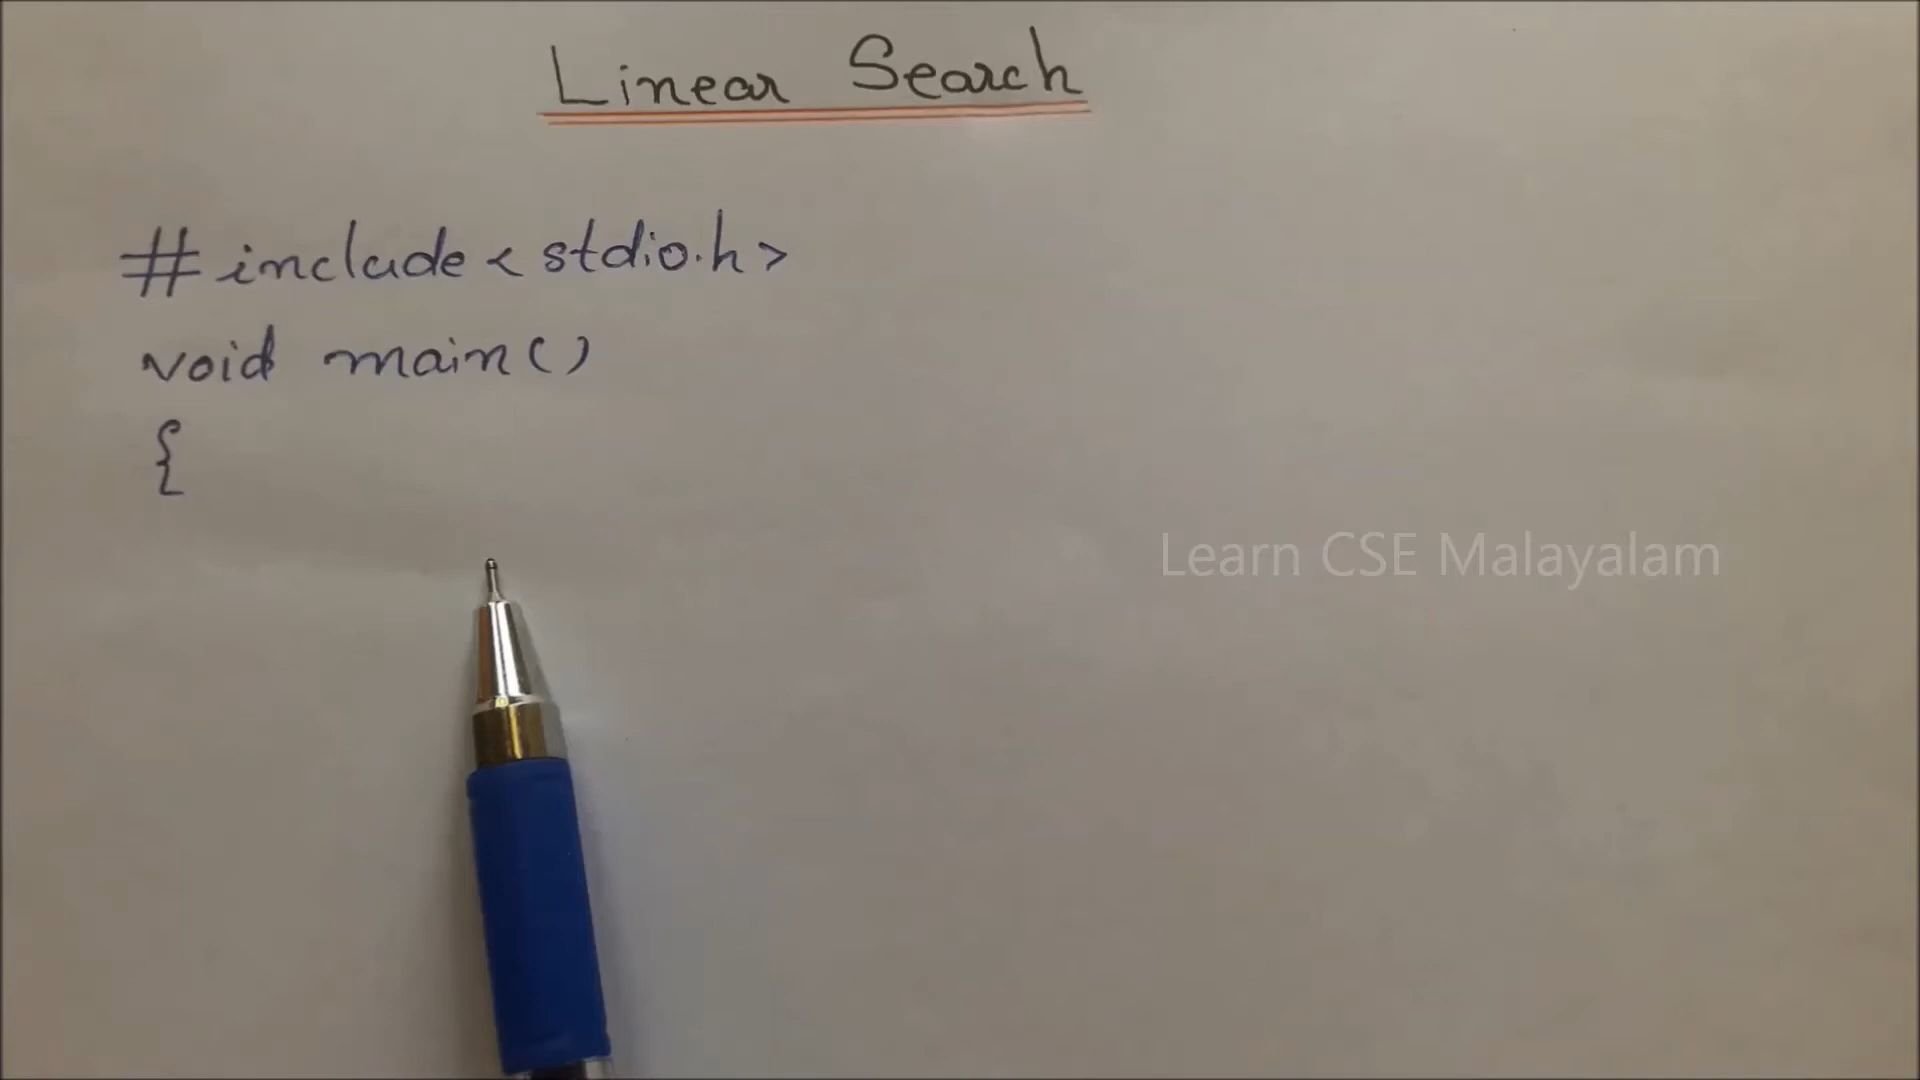 Linear Search
#include<stdio.h>
void main()
{
Learn CSE Malayalam